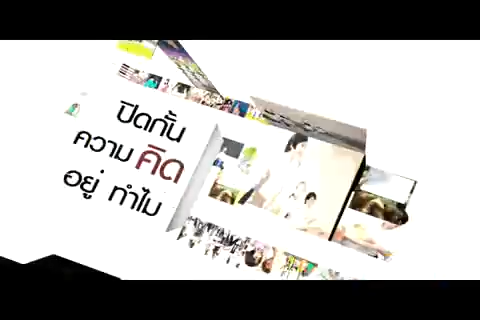 ปิดกั้น
ความ คิด
อยู่ ทำไม